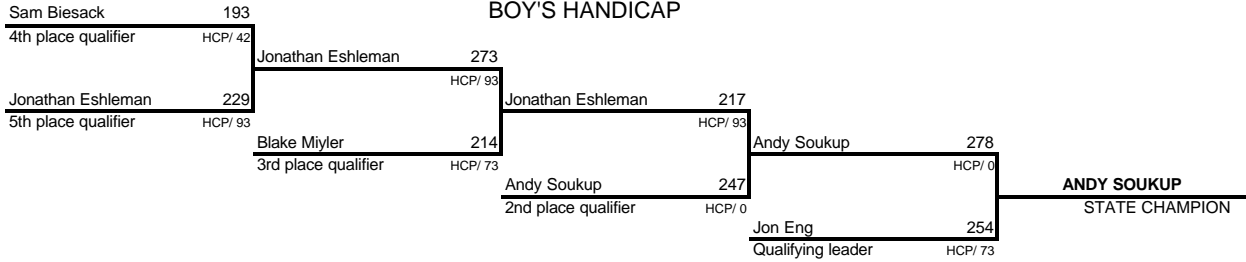 BOY'S HANDICAP
Sam Biesack 193
4th place qualifier HCP/ 42
Jonathan Eshleman 273
HCP/ 93
Jonathan Eshleman 229
5th place qualifier HCP/ 93
Jonathan Eshleman 217
HCP/ 93
Blake Miyler 214
3rd place qualifier HCP/ 73
Andy Soukup 278
HCP/ 0
Andy Soukup 247
2nd place qualifier HCP/ 0
ANDY SOUKUP
STATE CHAMPION
Jon Eng 254
Qualifying leader HCP/ 73